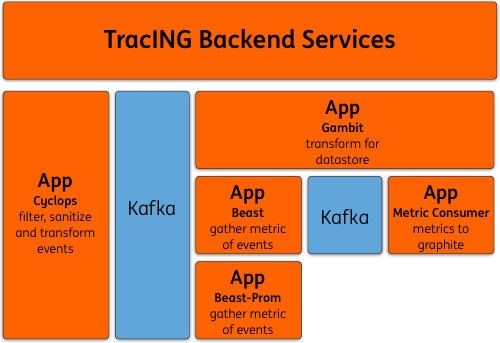 TracING Backend Services
App
Cyclops
filter, sanitize
and transform
events
Kafka
App
Gambit
transform for
datastore
App
Beast
gather metric
of events
Kafka
App
Metric Consumer
metrics to
graphite
App
Beast-Prom
gather metric
of events